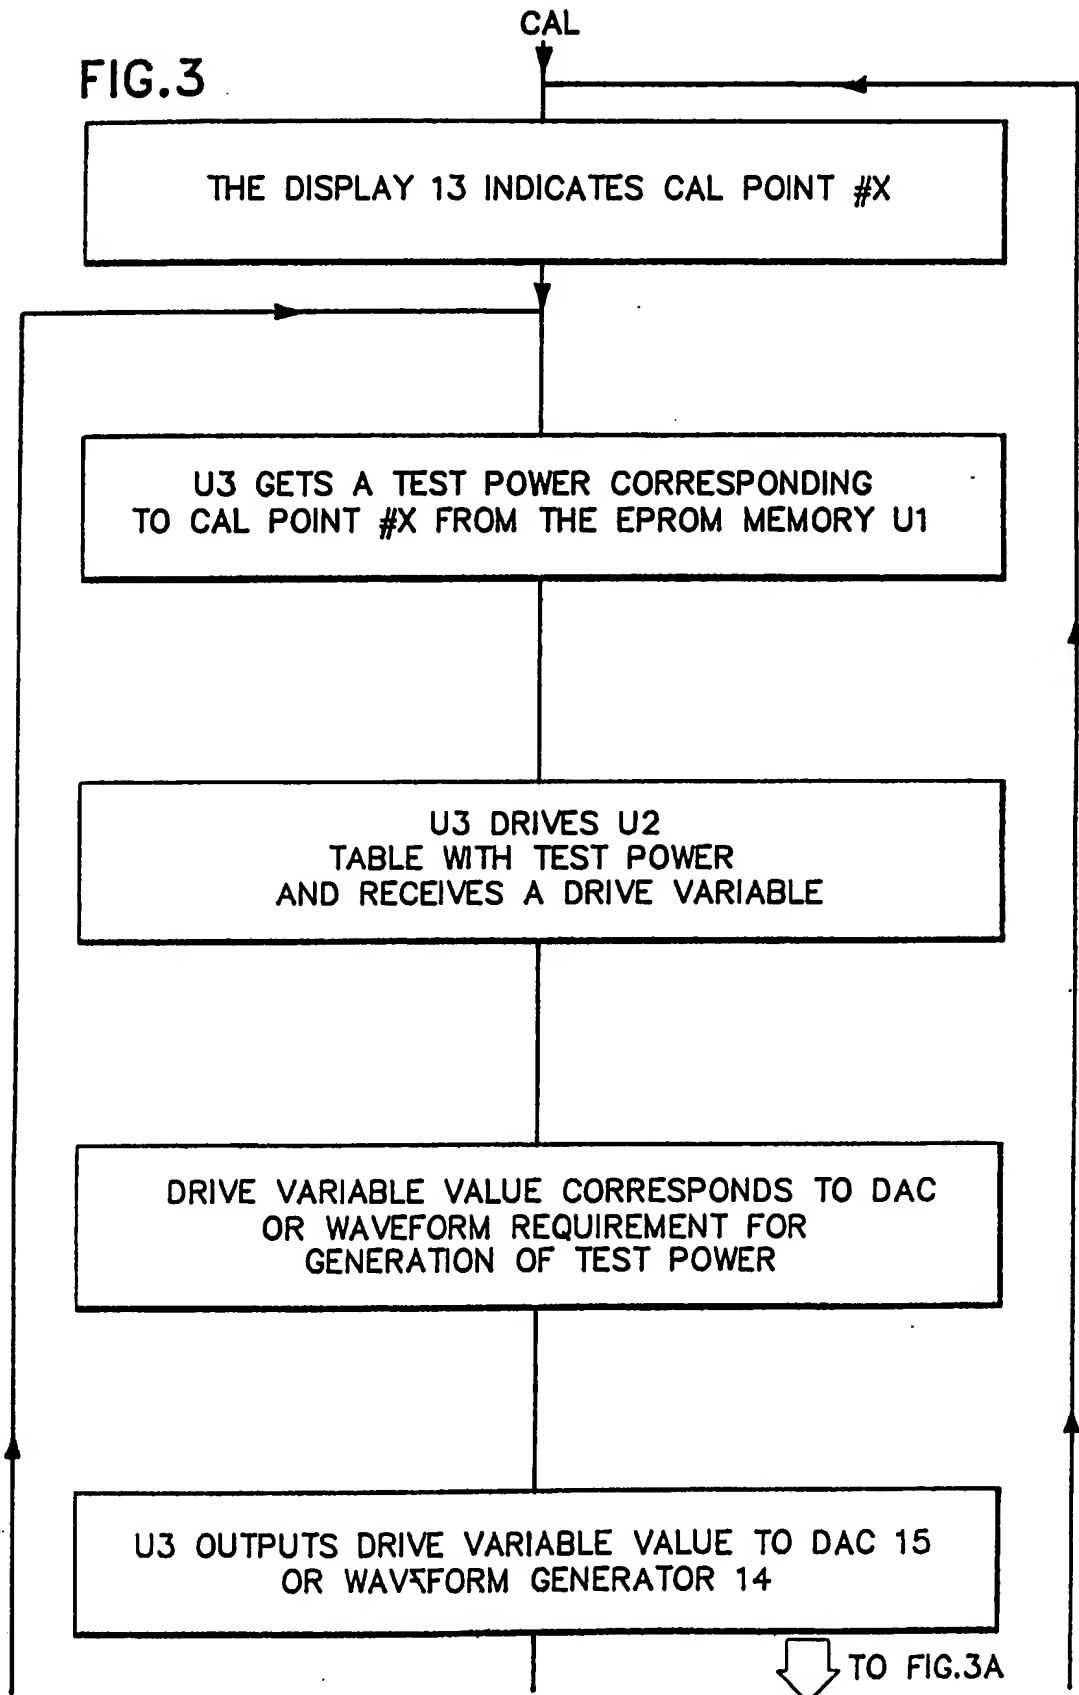 CAL
FIG.3
THE DISPLAY 13 INDICATES CAL POINT #X
U3 GETS A TEST POWER CORRESPONDING
TO CAL POINT #X FROM THE EPROM MEMORY U1
U3 DRIVES U2
TABLE WITH TEST POWER
AND RECEIVES A DRIVE VARIABLE
DRIVE VARIABLE VALUE CORRESPONDS TO DAC
OR WAVEFORM REQUIREMENT FOR
GENERATION OF TEST POWER
U3 OUTPUTS DRIVE VARIABLE VALUE TO DAC 15
OR WAVEFORM GENERATOR 14
TO FIG.3A